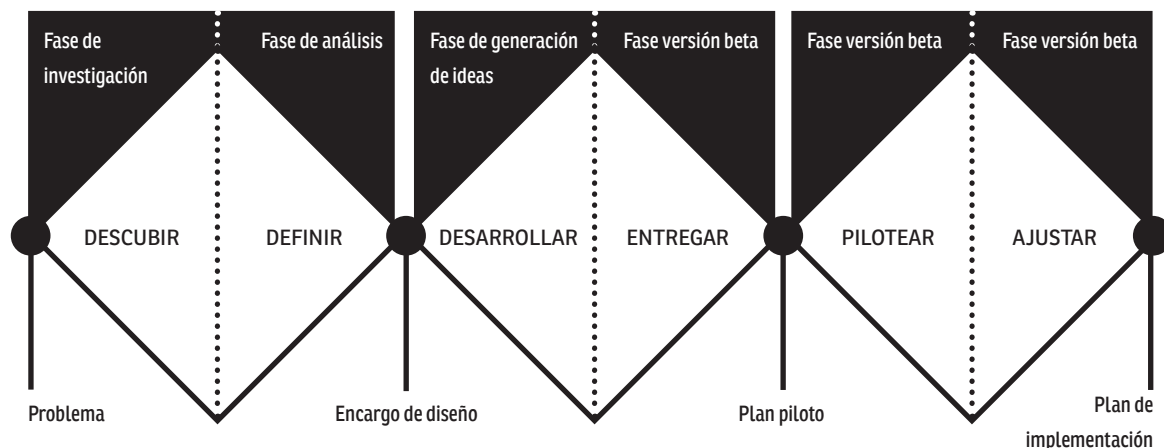 Fase de
investigación
Fase de análisis
Fase de generación
de ideas
Fase versión beta
Fase versión beta
Fase versión beta
DESCUBIR
DEFINIR
DESARROLLAR
ENTREGAR
PILOTEAR
AJUSTAR
Problema
Encargo de diseño
Plan piloto
Plan de
implementación